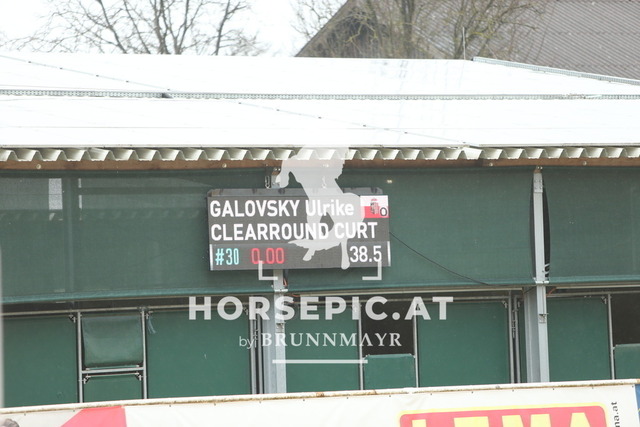 GALOVSKY Ulrike
CLEARROUND CURT
#30 0.00 38.5
HORSEPIC.AT
by BRUNNMAYR